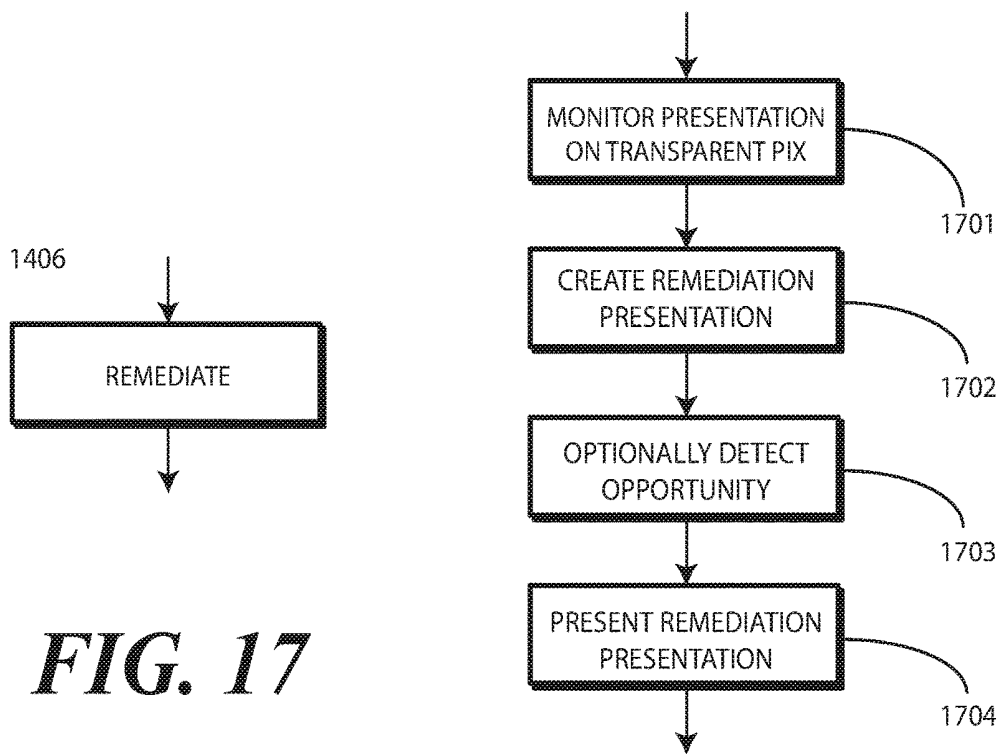 1406
REMEDIATE
FIG. 17
MONITOR PRESENTATION
ON TRANSPARENT PIX
1701
CREATE REMEDIATION
PRESENTATION
1702
OPTIONALLY DETECT
OPPORTUNITY
1703
PRESENT REMEDIATION
PRESENTATION
1704